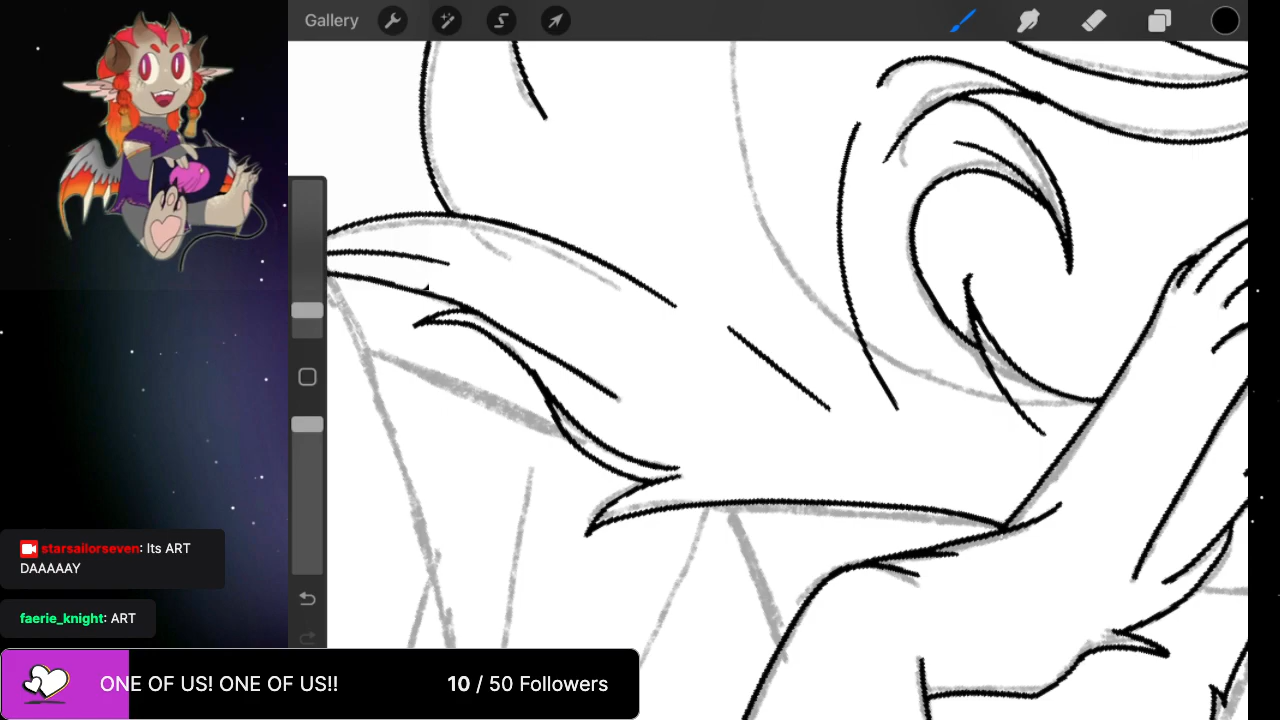 Gallery
starsailorseven: Its ART
DAAAAAY
faerie_knight: ART
ONE OF US! ONE OF US!! 10 / 50 Followers